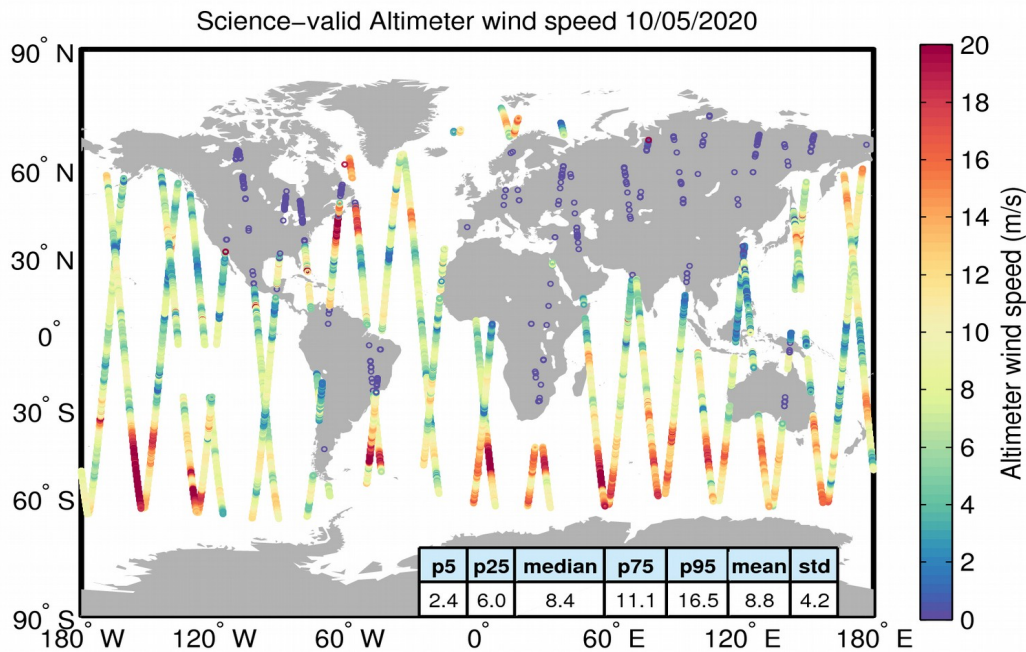 Science−valid Altimeter wind speed 10/05/2020
90° N
60° N
30° N
0°
30° S
60° S
90° S
180° W
120° W
60° W
0°
60° E
120° E
180° E
p5 p25 median p75 p95 mean std
2.4 6.0 8.4 11.1 16.5 8.8 4.2
20
18
16
14
12
10
8
6
4
2
0
Altimeter wind speed (m/s)